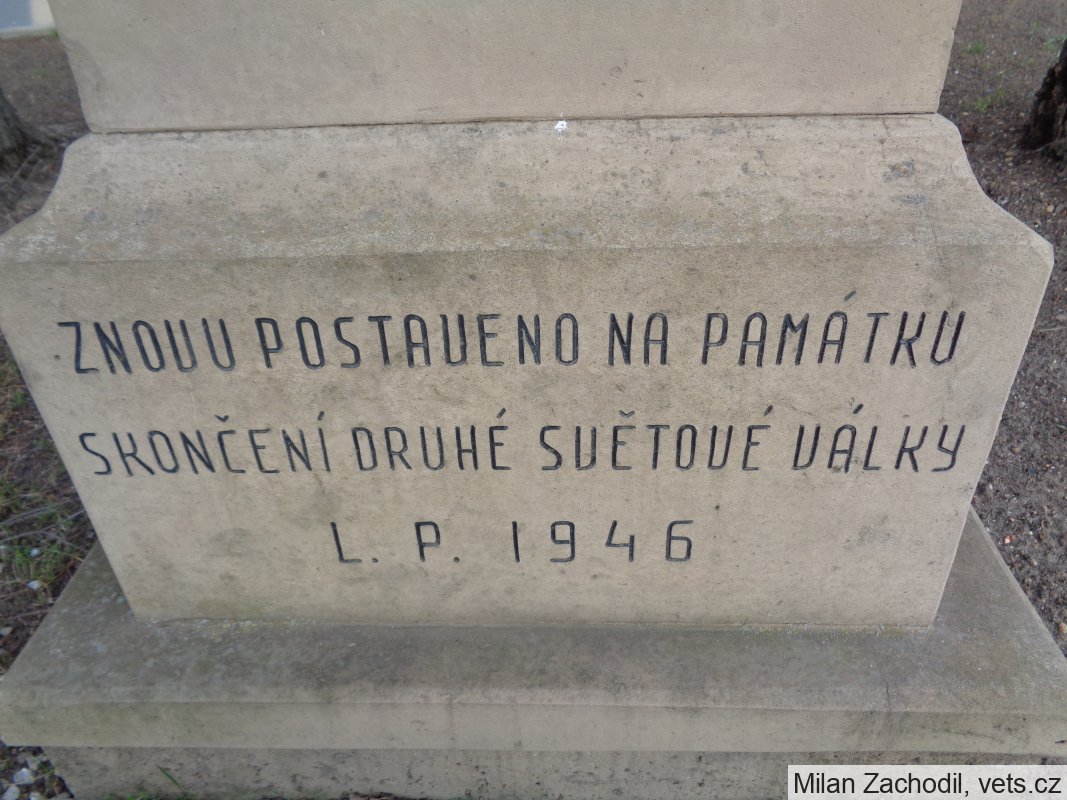 ZNOVU POSTAVENO NA PAMÁTKU
SKONČENÍ DRUHÉ SVĚTOVÉ VÁLKY
L. P. 1946
Milan Zachodil, vets.cz